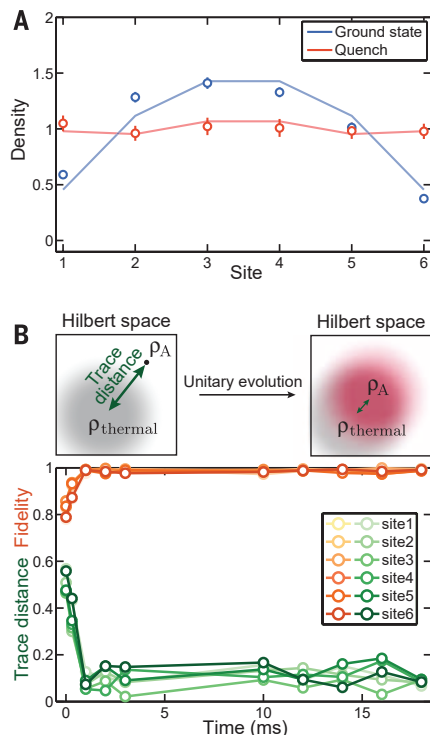 A
2
1.5
1
0.5
0
Density
Ground state
Quench
1 2 3 4 5 6
Site
B
Hilbert space
Hilbert space
ρA
Trace distance
ρthermal
Unitary evolution
ρA
ρthermal
1
0.8
0.6
0.4
0.2
0
Trace distance Fidelity
site1
site2
site3
site4
site5
site6
0 5 10 15
Time (ms)